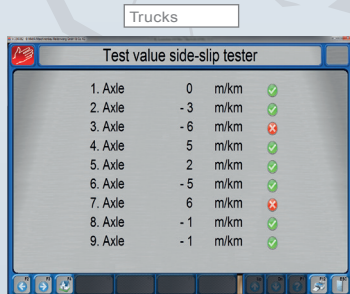 Trucks
Test value side-slip tester
1. Axle 0 m/km
2. Axle - 3 m/km
3. Axle - 6 m/km
4. Axle 5 m/km
5. Axle 2 m/km
6. Axle - 5 m/km
7. Axle 6 m/km
8. Axle - 1 m/km
9. Axle - 1 m/km